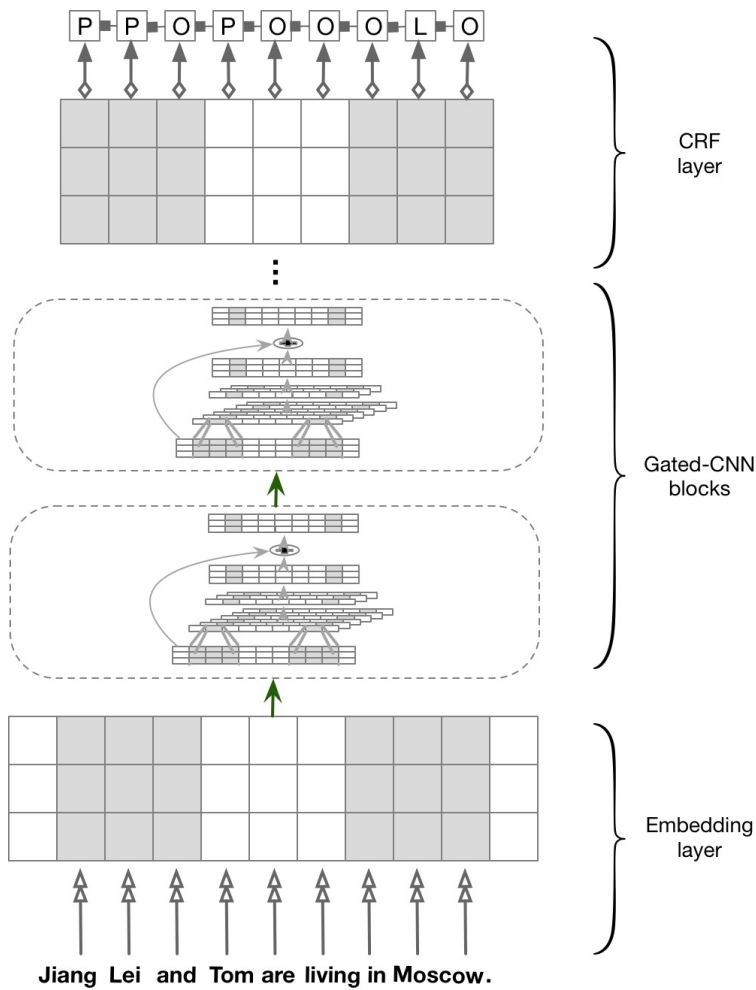 P P O P O O O L O
CRF
layer
Gated-CNN
blocks
Embedding
layer
Jiang Lei and Tom are living in Moscow.